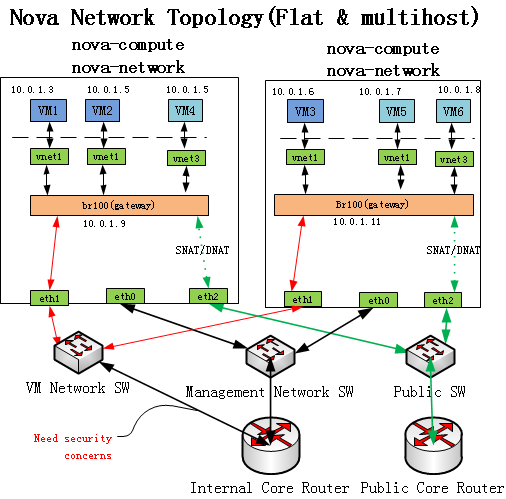 Nova Network Topology(Flat & multihost)
nova-compute
nova-network
nova-compute
nova-network
10.0.1.3
10.0.1.5
10.0.1.5
VM1
VM2
VM4
vnet1
vnet1
vnet3
br100(gateway)
10.0.1.9
SNAT/DNAT
eth1
eth0
eth2
10.0.1.6
10.0.1.7
10.0.1.8
VM3
VM5
VM6
vnet1
vnet1
vnet3
Br100(gateway)
10.0.1.11
SNAT/DNAT
eth1
eth0
eth2
VM Network SW
Management Network SW
Public SW
Need security
concerns
Internal Core Router
Public Core Router